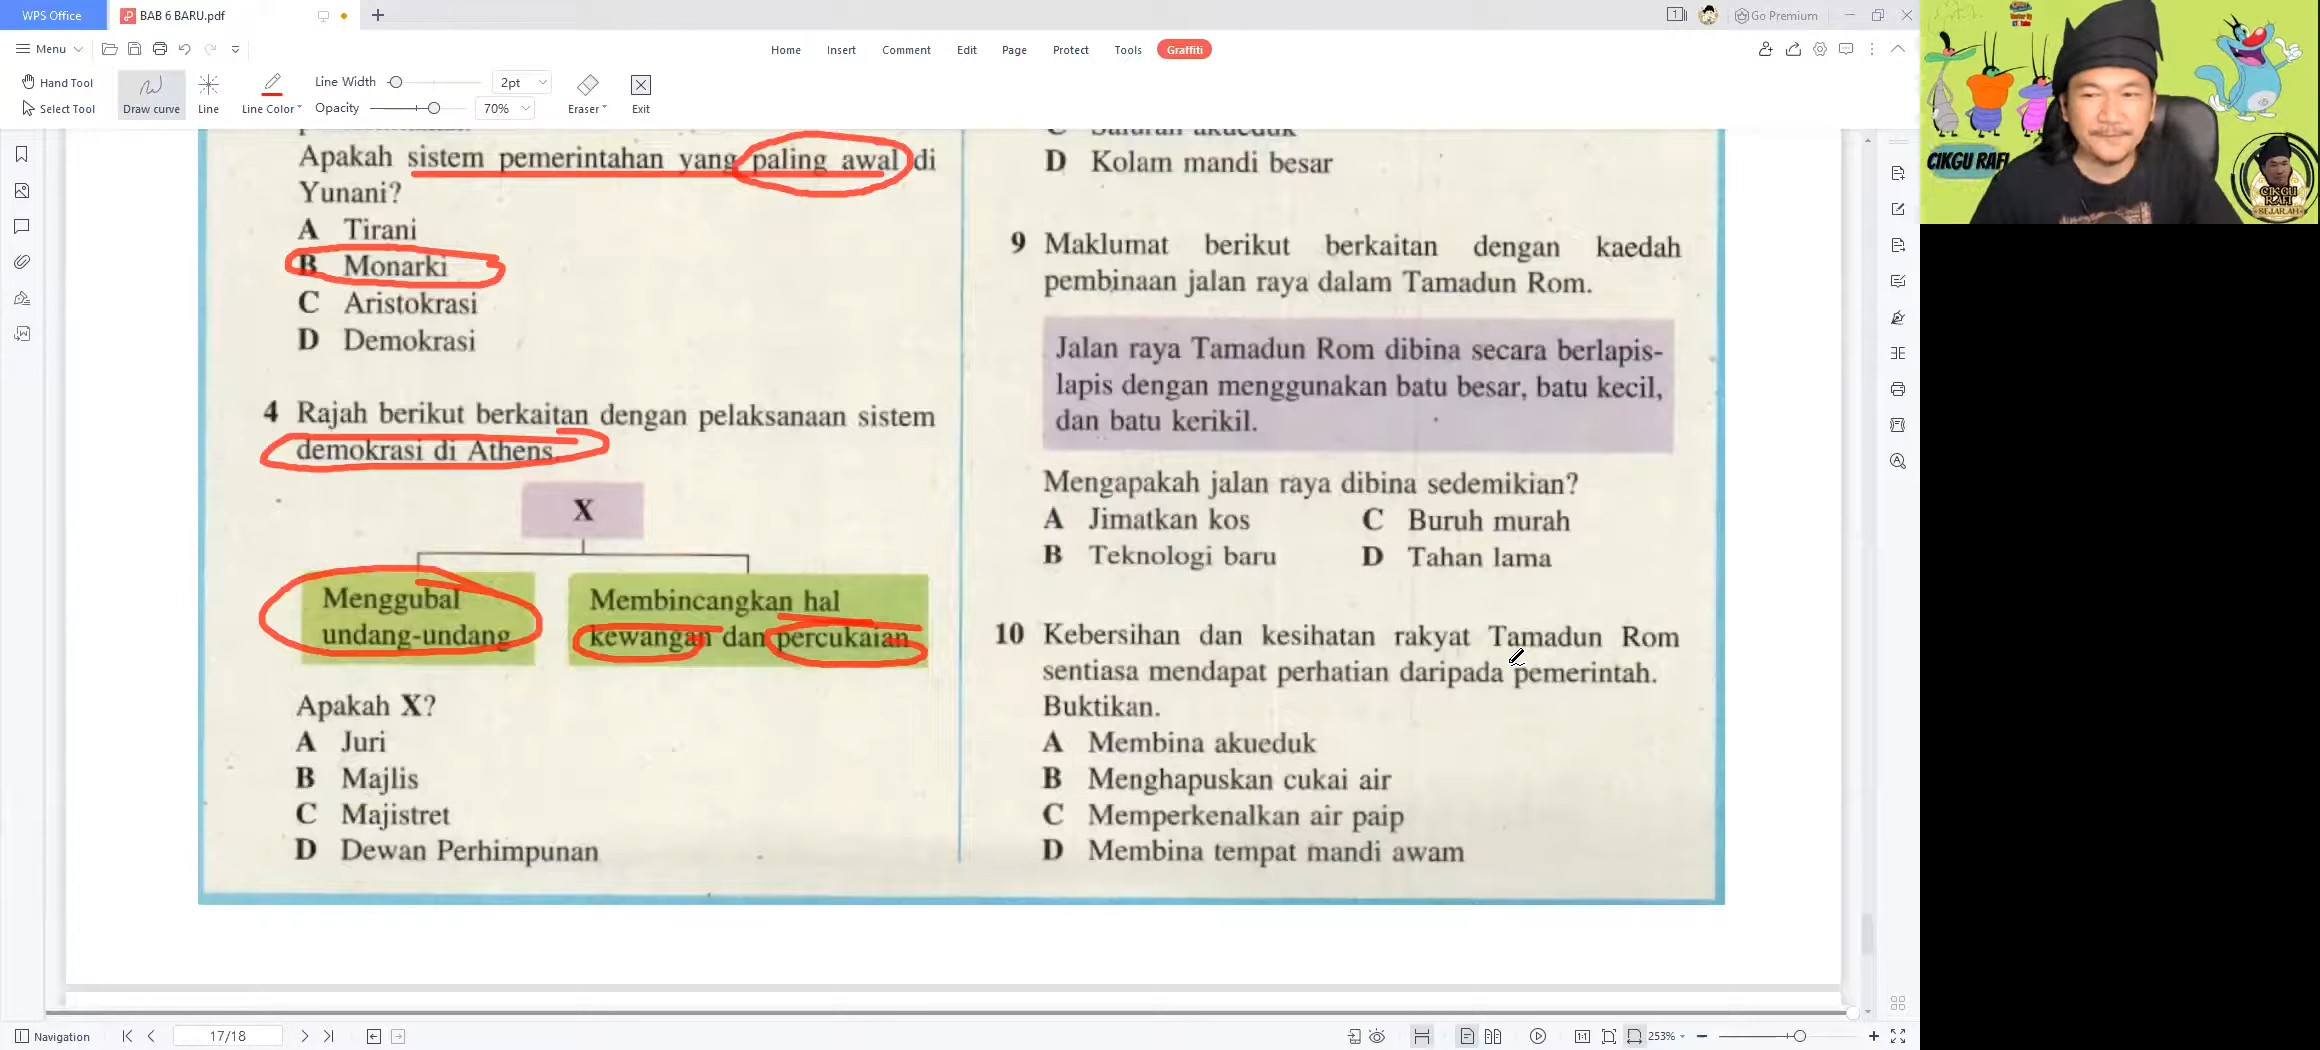 WPS Office
BAB 6 BARU.pdf
Go Premium
Menu
Home Insert Comment Edit Page Protect Tools Graffiti
Hand Tool
Select Tool
Draw curve
Line
Line Color
Line Width 2pt
Opacity 70%
Eraser
Exit
Apakah sistem pemerintahan yang paling awal di
Yunani?
A Tirani
B Monarki
C Aristokrasi
D Demokrasi
4 Rajah berikut berkaitan dengan pelaksanaan sistem
demokrasi di Athens.
X
Menggubal
undang-undang
Membincangkan hal
kewangan dan percukaian
Apakah X?
A Juri
B Majlis
C Majistret
D Dewan Perhimpunan
C Saluran akueduk
D Kolam mandi besar
9 Maklumat berikut berkaitan dengan kaedah
pembinaan jalan raya dalam Tamadun Rom.
Jalan raya Tamadun Rom dibina secara berlapis-
lapis dengan menggunakan batu besar, batu kecil,
dan batu kerikil.
Mengapakah jalan raya dibina sedemikian?
A Jimatkan kos
B Teknologi baru
C Buruh murah
D Tahan lama
10 Kebersihan dan kesihatan rakyat Tamadun Rom
sentiasa mendapat perhatian daripada pemerintah.
Buktikan.
A Membina akueduk
B Menghapuskan cukai air
C Memperkenalkan air paip
D Membina tempat mandi awam
CIKGU RAFI
CIKGU
RAFI
SEJARAH
Navigation
17/18
253%